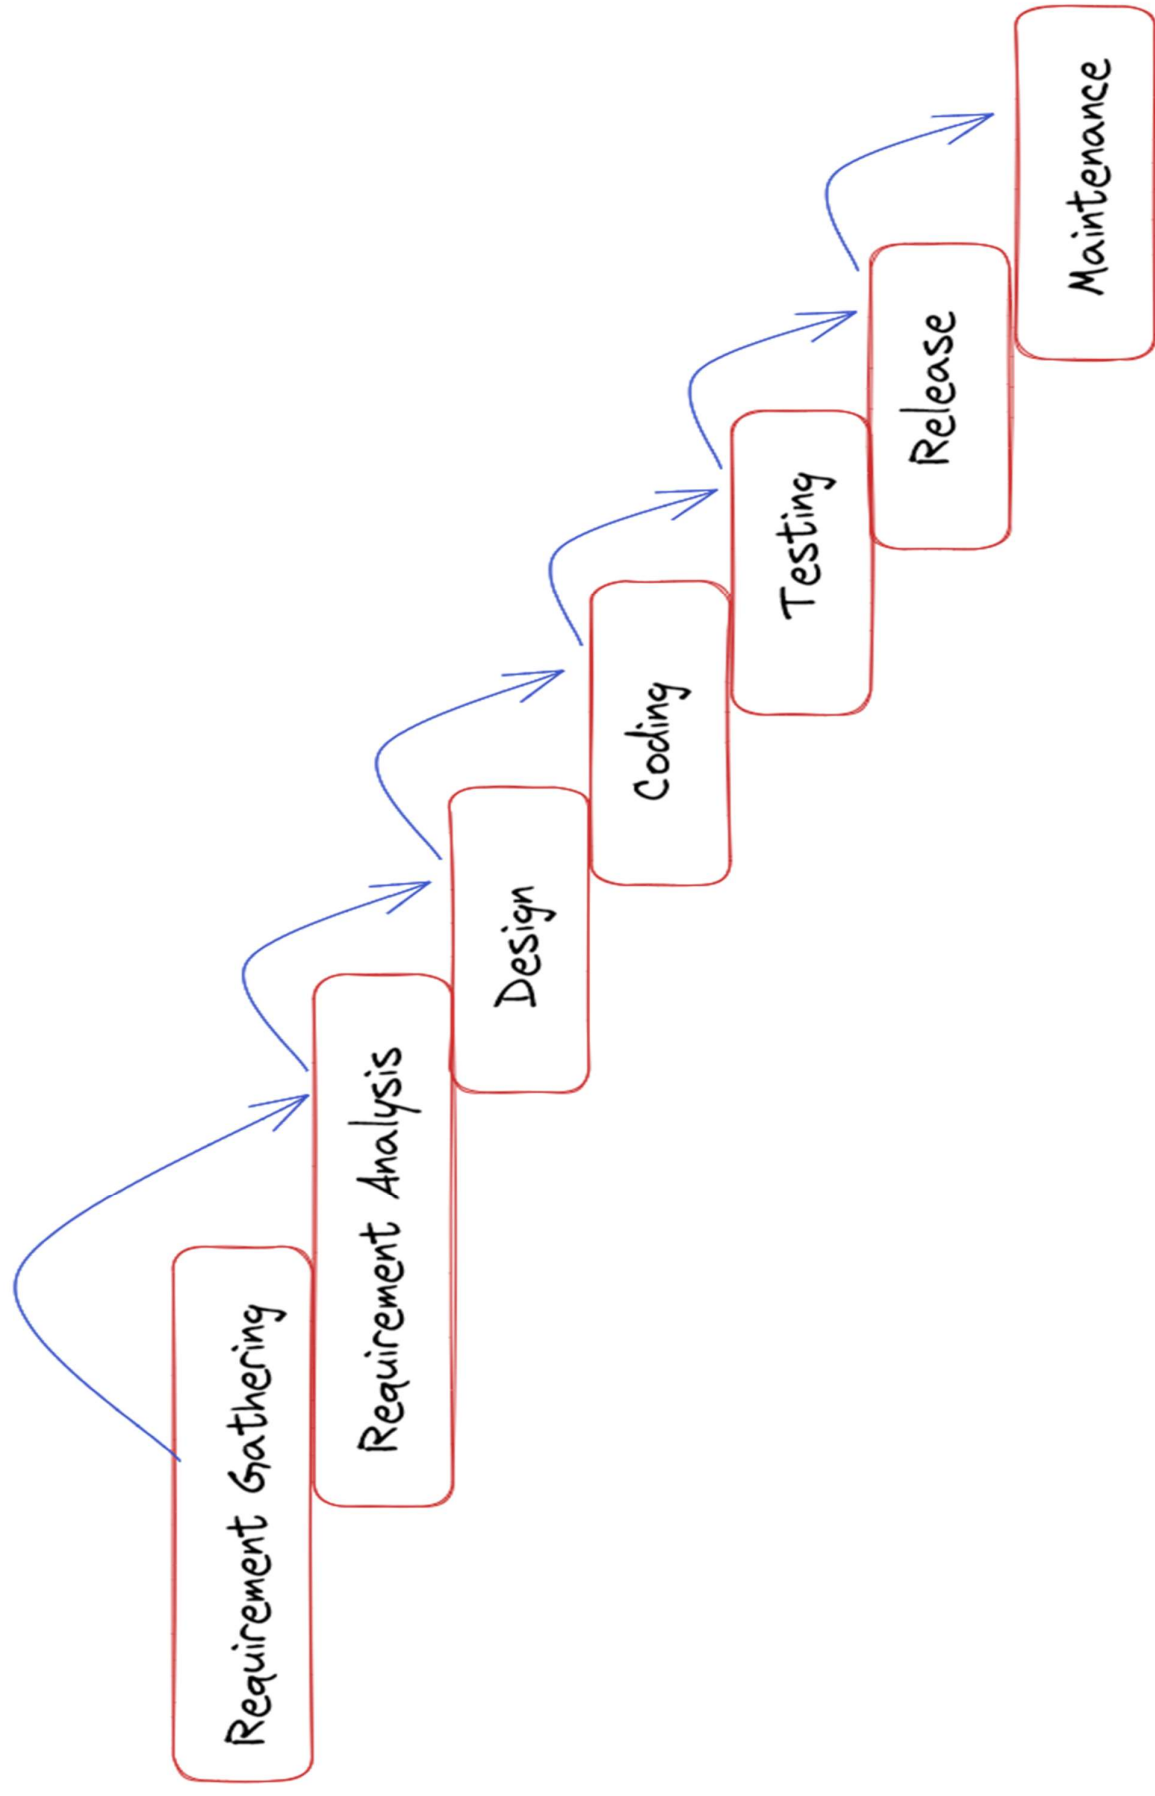 Requirement Gathering
Requirement Analysis
Design
Coding
Testing
Release
Maintenance